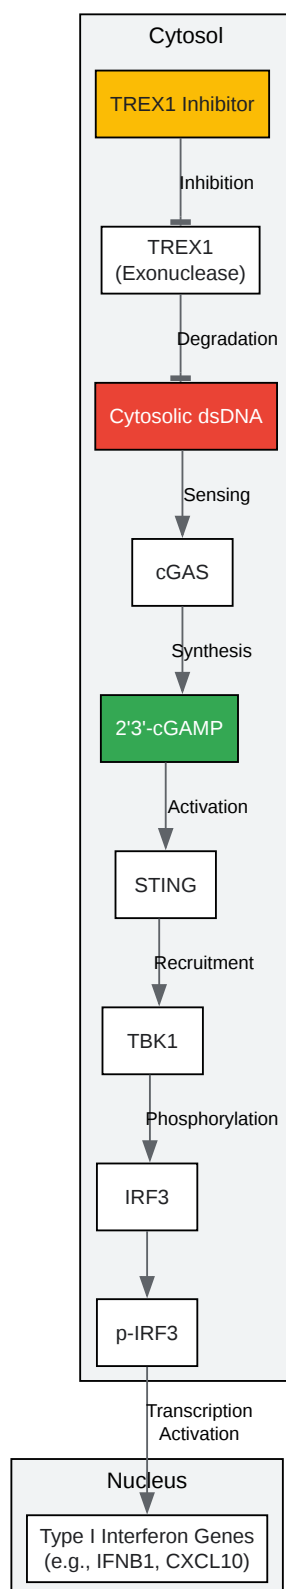 Cytosol
TREX1 Inhibitor
Inhibition
TREX1
(Exonuclease)
Degradation
Cytosolic dsDNA
Sensing
cGAS
Synthesis
2'3'-cGAMP
Activation
STING
Recruitment
TBK1
Phosphorylation
IRF3
p-IRF3
Transcription
Activation
Nucleus
Type I Interferon Genes
(e.g., IFNB1, CXCL10)